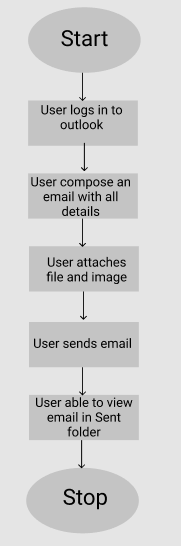 Start
User logs in to
outlook
User compose an
email with all
details
User attaches
file and image
User sends email
User able to view
email in Sent
folder
Stop